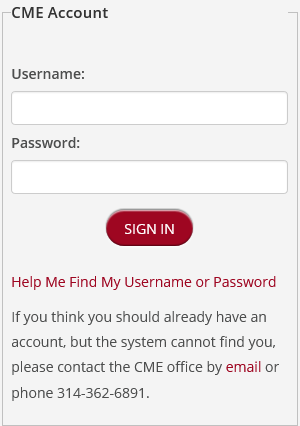 CME Account
Username:
Password:
SIGN IN
Help Me Find My Username or Password
If you think you should already have an
account, but the system cannot find you,
please contact the CME office by email or
phone 314-362-6891.